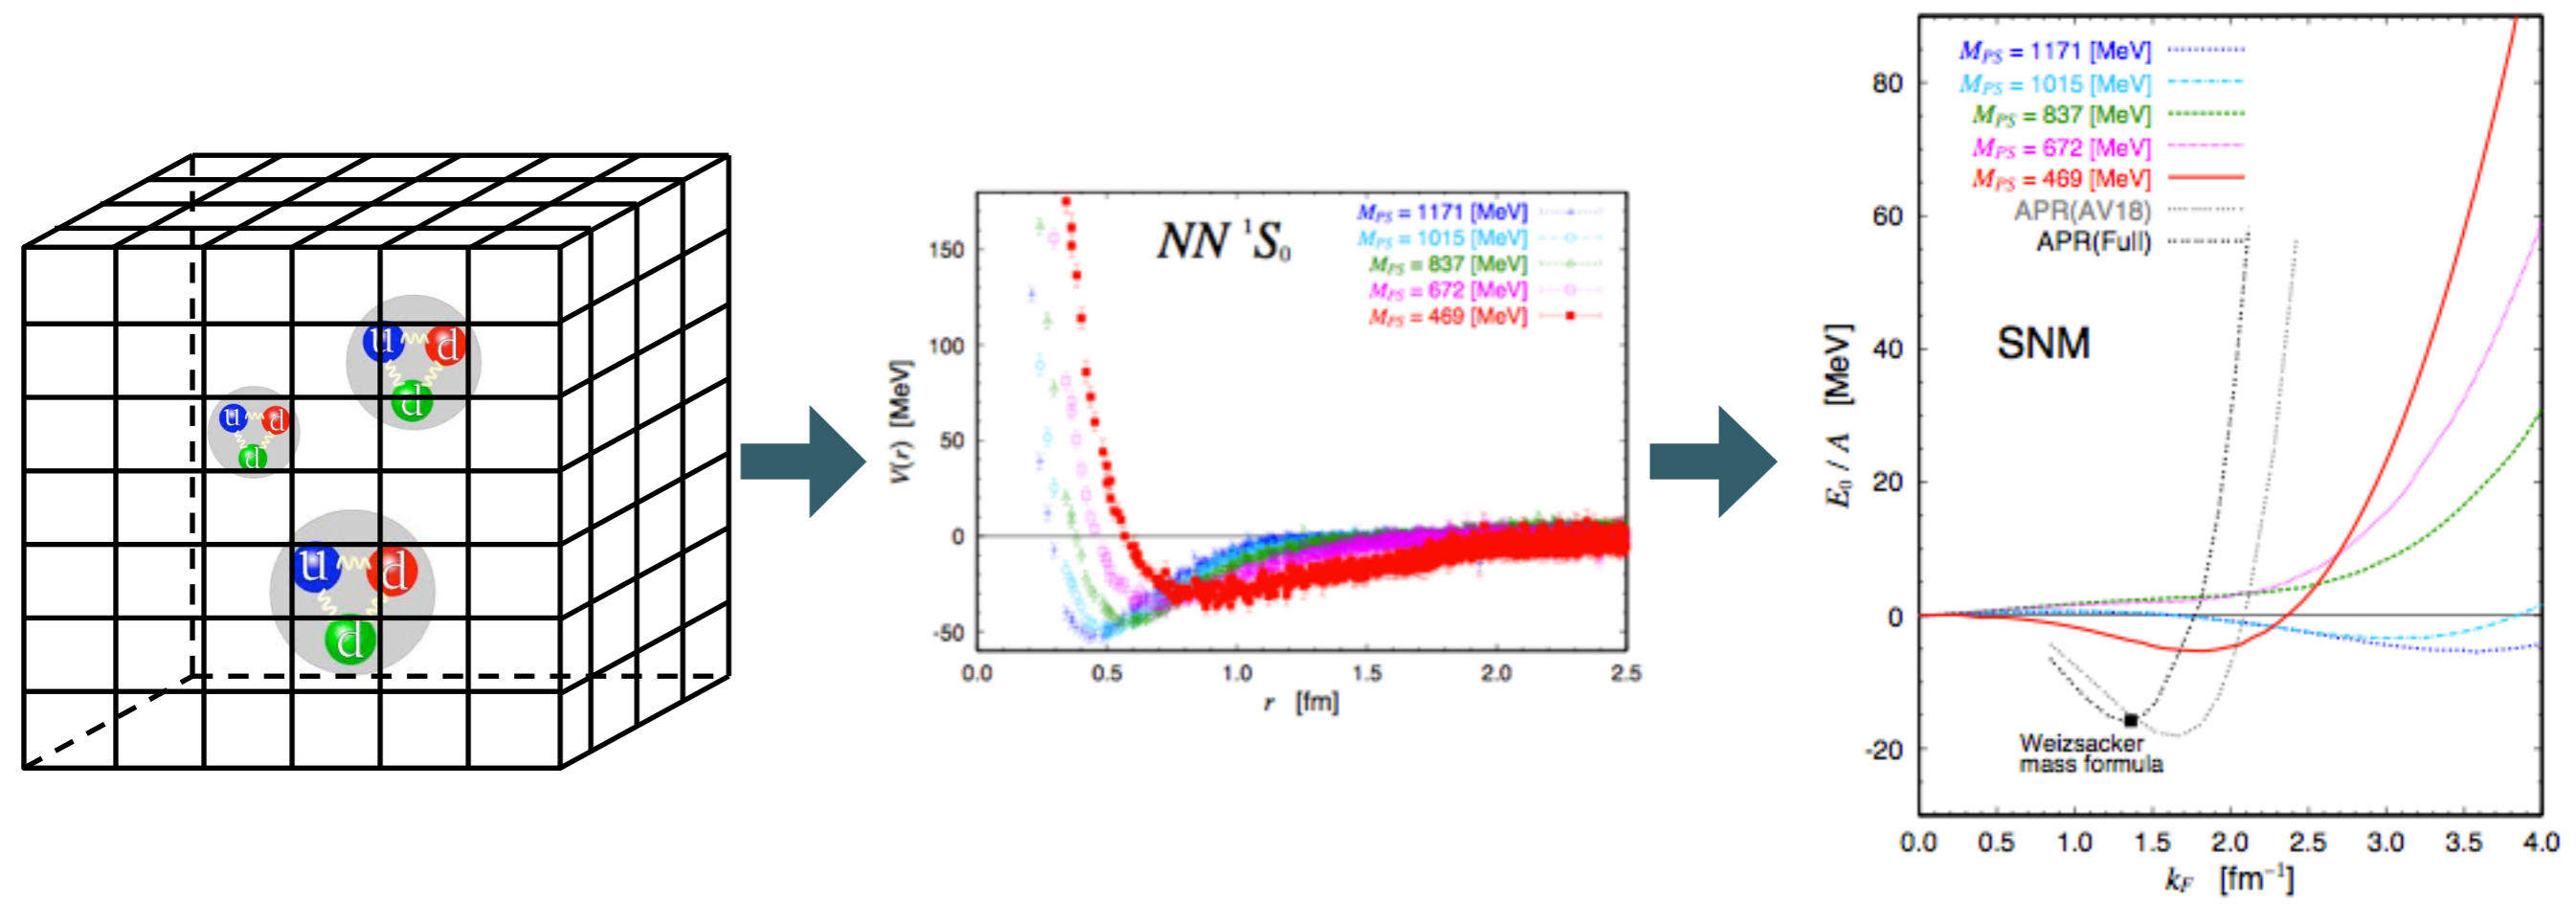 u d
d
u d
d
u d
d
NN ¹S₀
M_PS = 1171 [MeV]
M_PS = 1015 [MeV]
M_PS = 837 [MeV]
M_PS = 672 [MeV]
M_PS = 469 [MeV]
V(r) [MeV]
150
100
50
0
-50
0.0 0.5 1.0 1.5 2.0 2.5
r [fm]
M_PS = 1171 [MeV]
M_PS = 1015 [MeV]
M_PS = 837 [MeV]
M_PS = 672 [MeV]
M_PS = 469 [MeV]
APR(AV18)
APR(Full)
SNM
E₀ / A [MeV]
80
60
40
20
0
-20
Weizsacker
mass formula
0.0 0.5 1.0 1.5 2.0 2.5 3.0 3.5 4.0
k_F [fm⁻¹]